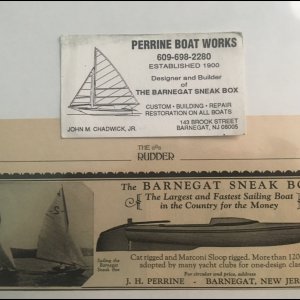 PERRINE BOAT WORKS
609-698-2280
ESTABLISHED 1900
Designer and Builder
of
THE BARNEGAT SNEAK BOX
CUSTOM • BUILDING • REPAIR
RESTORATION ON ALL BOATS
JOHN M. CHADWICK, JR.
143 BROOK STREET
BARNEGAT, NJ 08005
THE
RUDDER
The BARNEGAT SNEAK BO
The Largest and Fastest Sailing Boat
in the Country for the Money
Sailing the
Barnegat
Sneak Box
Cat rigged and Marconi Sloop rigged. More than 120
adopted by many yacht clubs for one-design clas
For circular and price, address
J. H. PERRINE - BARNEGAT, NEW JER